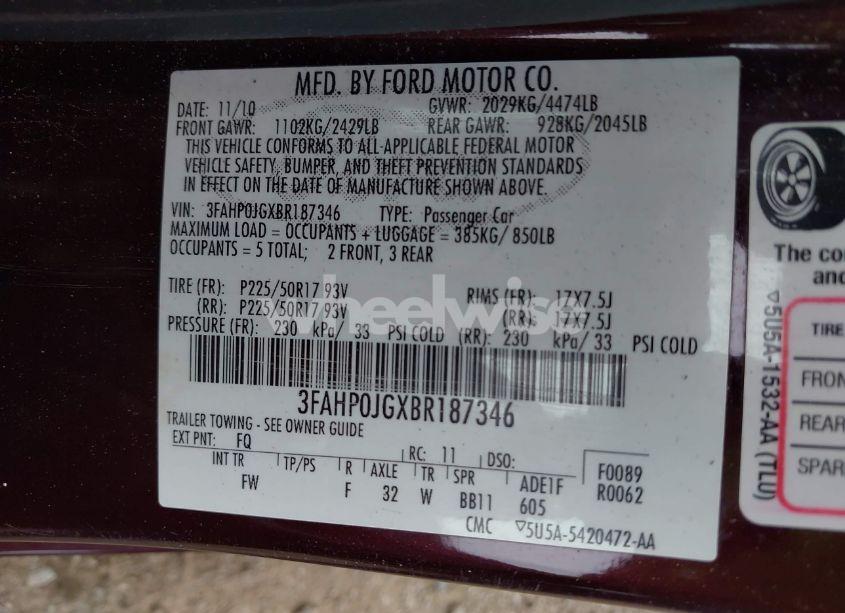 MFD. BY FORD MOTOR CO.
DATE: 11/10 GVWR: 2029KG/4474LB
FRONT GAWR: 1102KG/2429LB REAR GAWR: 928KG/2045LB
THIS VEHICLE CONFORMS TO ALL APPLICABLE FEDERAL MOTOR
VEHICLE SAFETY, BUMPER, AND THEFT PREVENTION STANDARDS
IN EFFECT ON THE DATE OF MANUFACTURE SHOWN ABOVE.
VIN: 3FAHP0JGXBR187346 TYPE: Passenger Car
MAXIMUM LOAD = OCCUPANTS + LUGGAGE = 385KG/ 850LB
OCCUPANTS = 5 TOTAL; 2 FRONT, 3 REAR
TIRE (FR): P225/50R17 93V RIMS (FR): 17X7.5J
(RR): P225/50R17 93V (RR): 17X7.5J
PRESSURE (FR): 230 kPa/ 33 PSI COLD (RR): 230 kPa/ 33 PSI COLD
3FAHP0JGXBR187346
TRAILER TOWING - SEE OWNER GUIDE
EXT PNT: FQ RC: 11 DSO: F0089
INT TR TP/PS R AXLE TR SPR ADE1F R0062
FW F 32 W BB11 605
CMC ▽5U5A-5420472-AA
wheelwise
The co
and
▽5U5A-1532-AA (TLU)
TIRE
FRON
REAR
SPAR